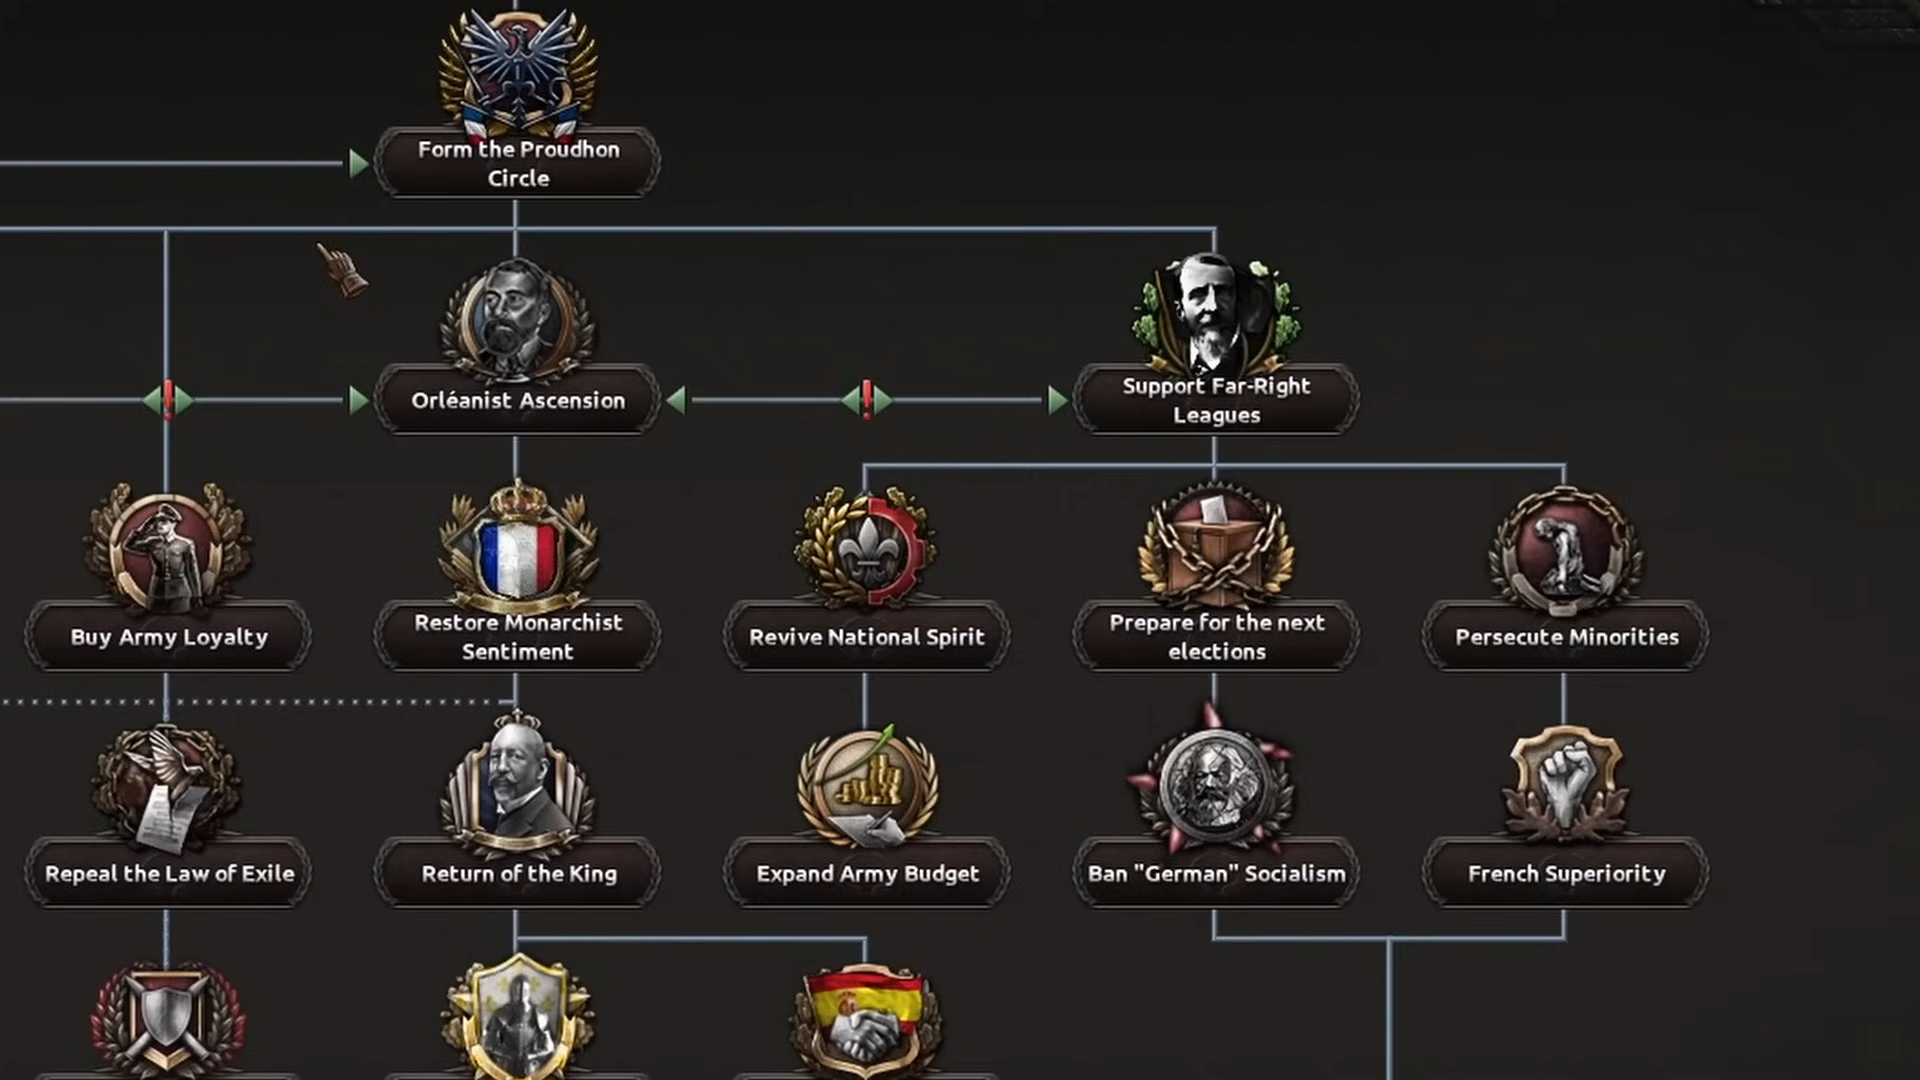 Form the Proudhon
Circle
Orléanist Ascension
Support Far-Right
Leagues
Buy Army Loyalty
Restore Monarchist
Sentiment
Revive National Spirit
Prepare for the next
elections
Persecute Minorities
Repeal the Law of Exile
Return of the King
Expand Army Budget
Ban "German" Socialism
French Superiority